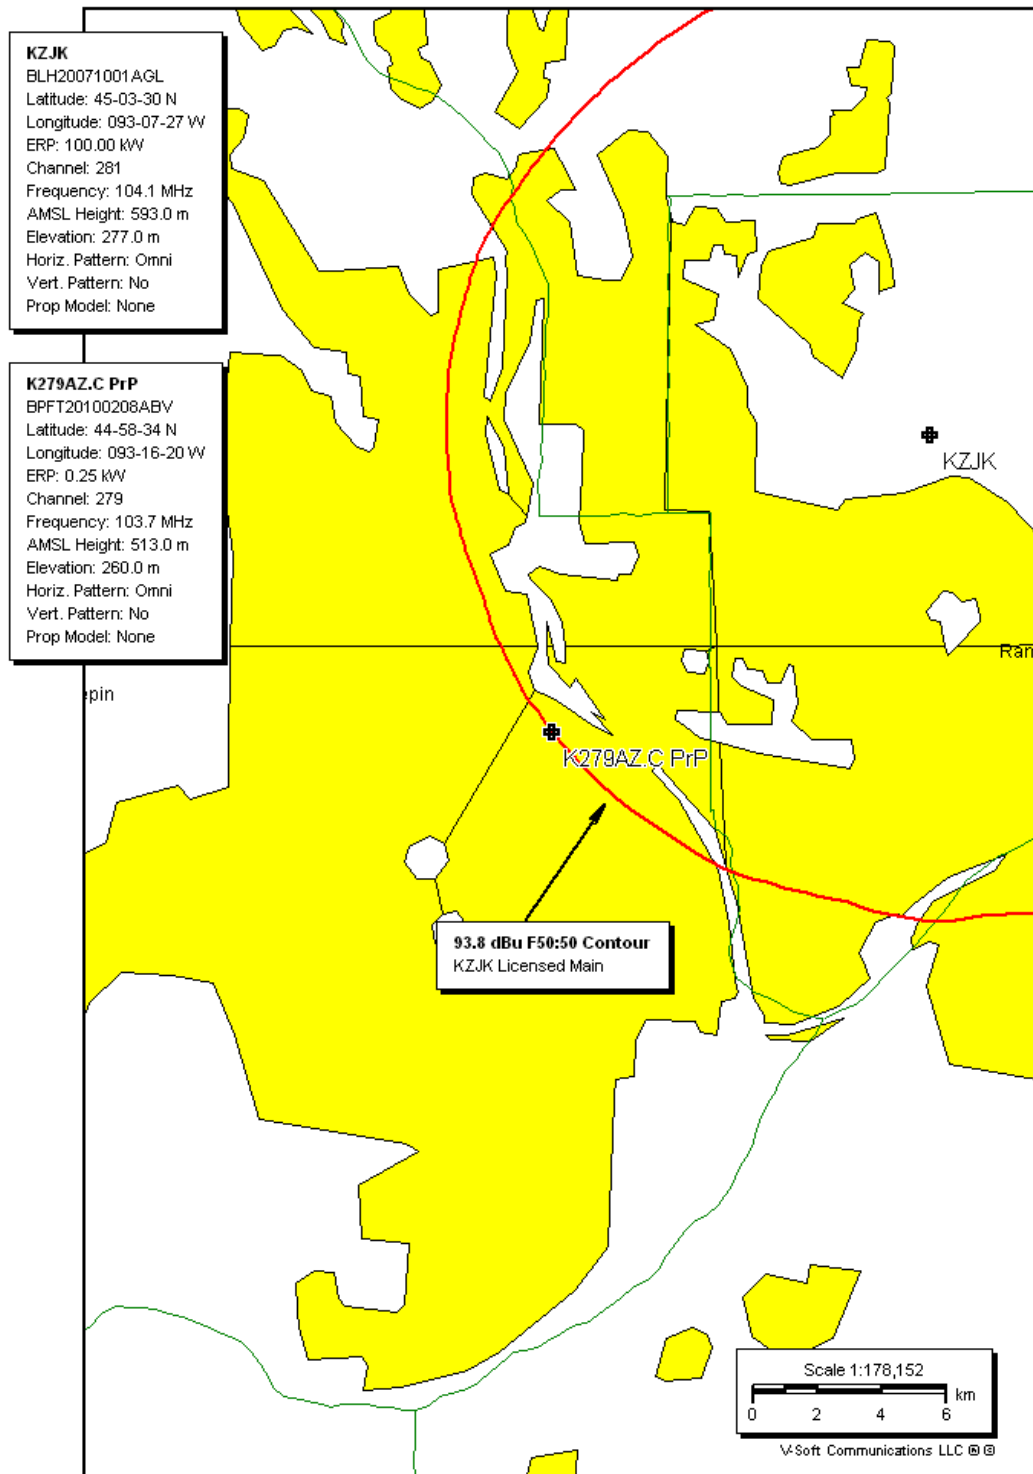 KZJK
BLH20071001AGL
Latitude: 45-03-30 N
Longitude: 093-07-27 W
ERP: 100.00 kW
Channel: 281
Frequency: 104.1 MHz
AMSL Height: 593.0 m
Elevation: 277.0 m
Horiz. Pattern: Omni
Vert. Pattern: No
Prop Model: None
K279AZ.C PrP
BPFT20100208ABV
Latitude: 44-58-34 N
Longitude: 093-16-20 W
ERP: 0.25 kW
Channel: 279
Frequency: 103.7 MHz
AMSL Height: 513.0 m
Elevation: 260.0 m
Horiz. Pattern: Omni
Vert. Pattern: No
Prop Model: None
KZJK
Ran
epin
K279AZ.C PrP
93.8 dBu F50:50 Contour
KZJK Licensed Main
Scale 1:178,152
0 2 4 6 km
V-Soft Communications LLC ® ©